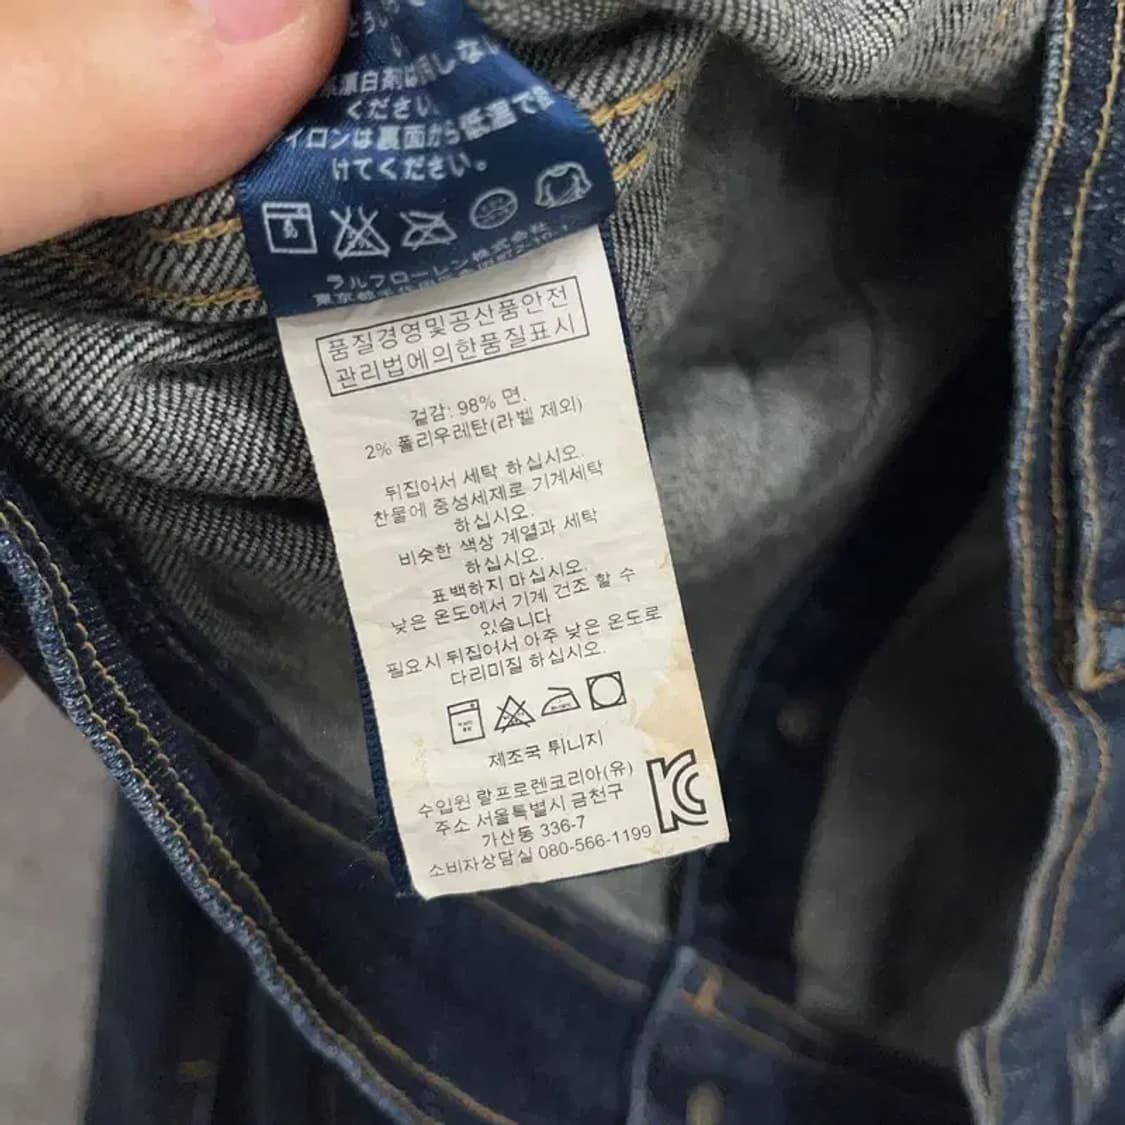 漂白剤は用しない
ください。
アイロンは裏面から低温で
けてください。
ラルフローレン株式会社
品질경영및공산품안전
관리법에의한품질표시
겉감: 98% 면.
2% 폴리우레탄(라벨 제외)
뒤집어서 세탁 하십시오.
찬물에 중성세제로 기계세탁
하십시오.
비슷한 색상 계열과 세탁
하십시오.
표백하지 마십시오.
낮은 온도에서 기계 건조 할 수
있습니다
필요시 뒤집어서 아주 낮은 온도로
다리미질 하십시오.
제조국 튀니지
수입원 랄프로렌코리아(유)
주소 서울특별시 금천구
가산동 336-7
소비자상담실 080-566-1199
KC